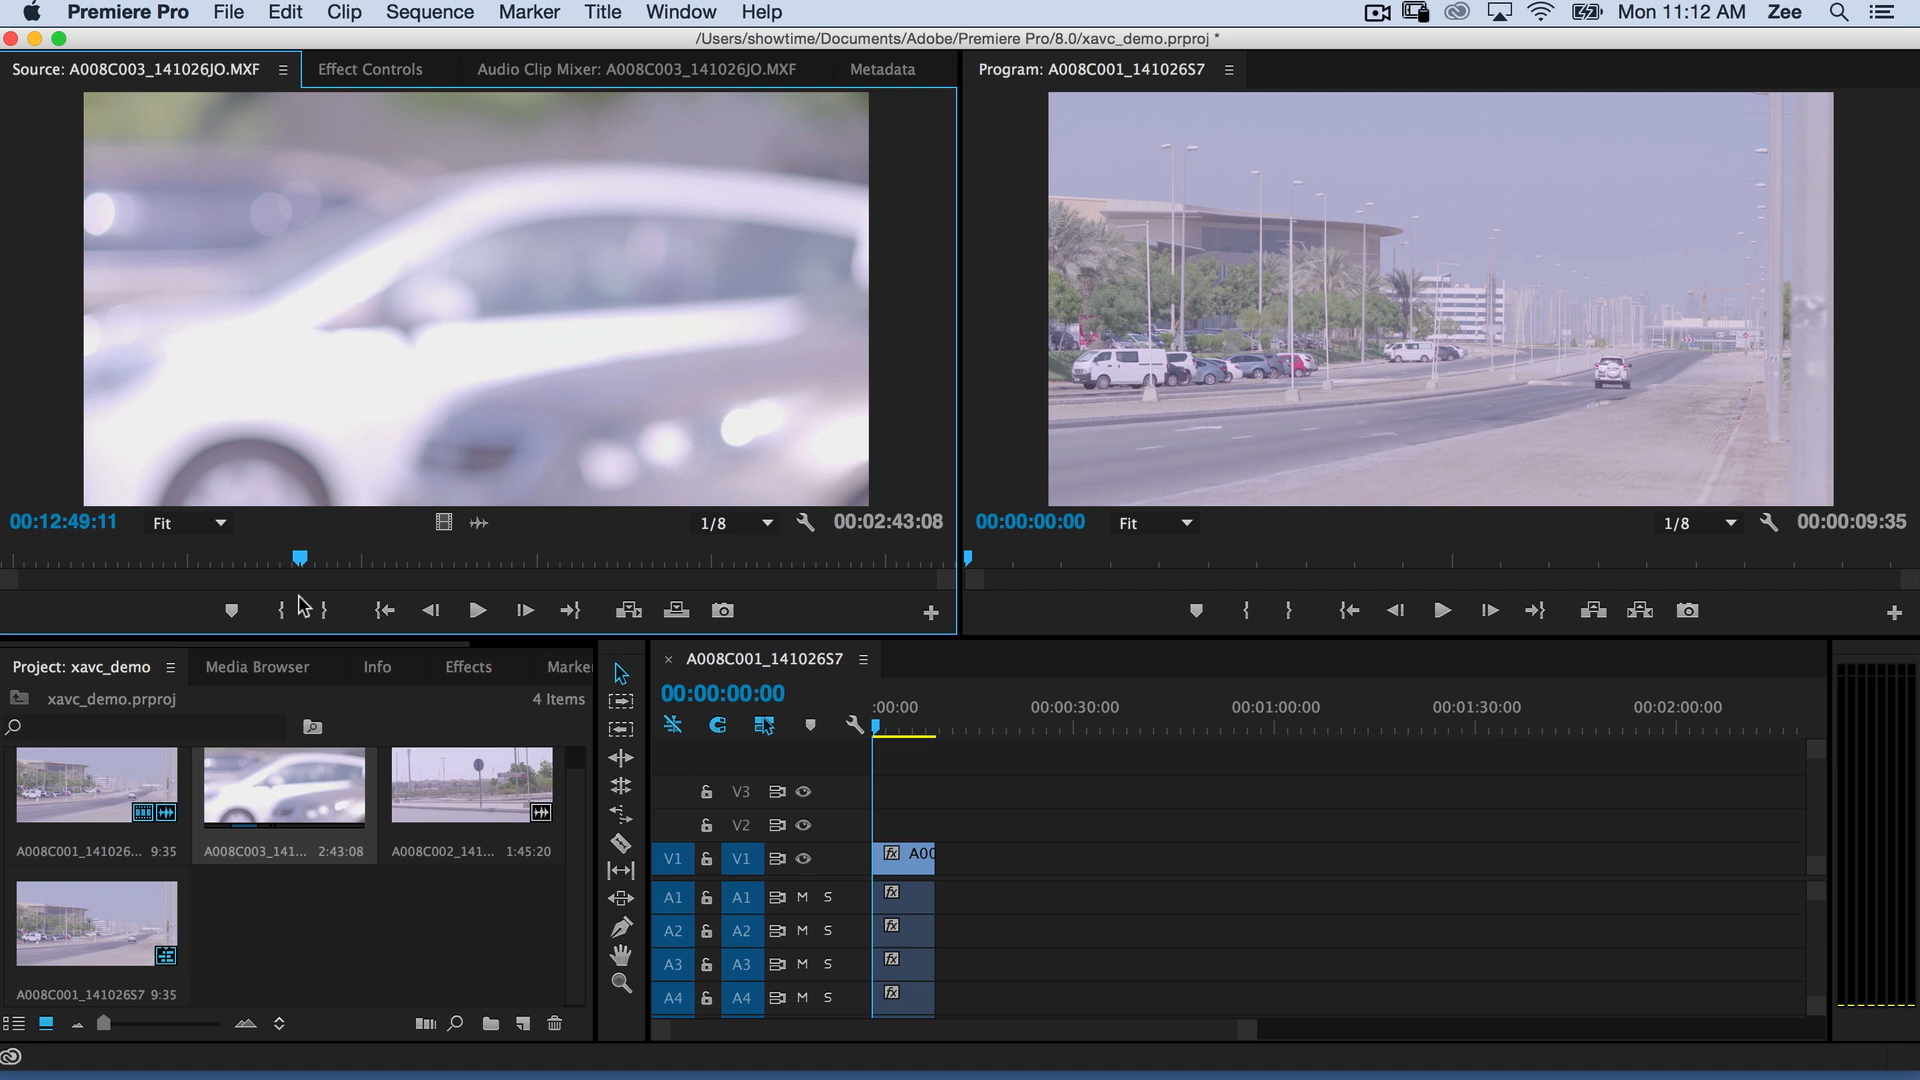 Premiere Pro File Edit Clip Sequence Marker Title Window Help Mon 11:12 AM Zee
/Users/showtime/Documents/Adobe/Premiere Pro/8.0/xavc_demo.prproj *
Source: A008C003_141026JO.MXF Effect Controls Audio Clip Mixer: A008C003_141026JO.MXF Metadata Program: A008C001_141026S7
00:12:49:11 Fit 1/8 00:02:43:08 00:00:00:00 Fit 1/8 00:00:09:35
Project: xavc_demo Media Browser Info Effects Marke
xavc_demo.prproj 4 Items
A008C001_141026... 9:35 A008C003_141... 2:43:08 A008C002_141... 1:45:20
A008C001_141026S7 9:35
× A008C001_141026S7
00:00:00:00
:00:00 00:00:30:00 00:01:00:00 00:01:30:00 00:02:00:00
V3
V2
V1 V1 fx A00
A1 A1 M S fx
A2 A2 M S fx
A3 A3 M S fx
A4 A4 M S fx